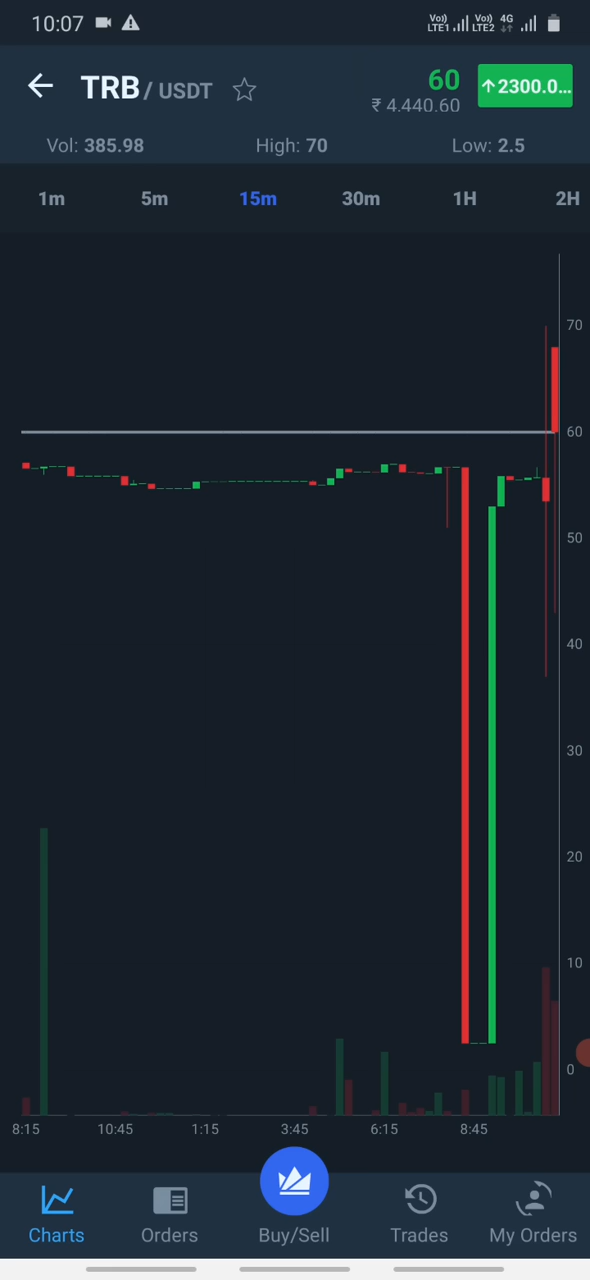 10:07 Vo) LTE1 Vo) LTE2 4G
TRB / USDT 60 ↑2300.0...
₹ 4,440.60
Vol: 385.98 High: 70 Low: 2.5
1m 5m 15m 30m 1H 2H
70
60
50
40
30
20
10
0
8:15 10:45 1:15 3:45 6:15 8:45
Charts Orders Buy/Sell Trades My Orders